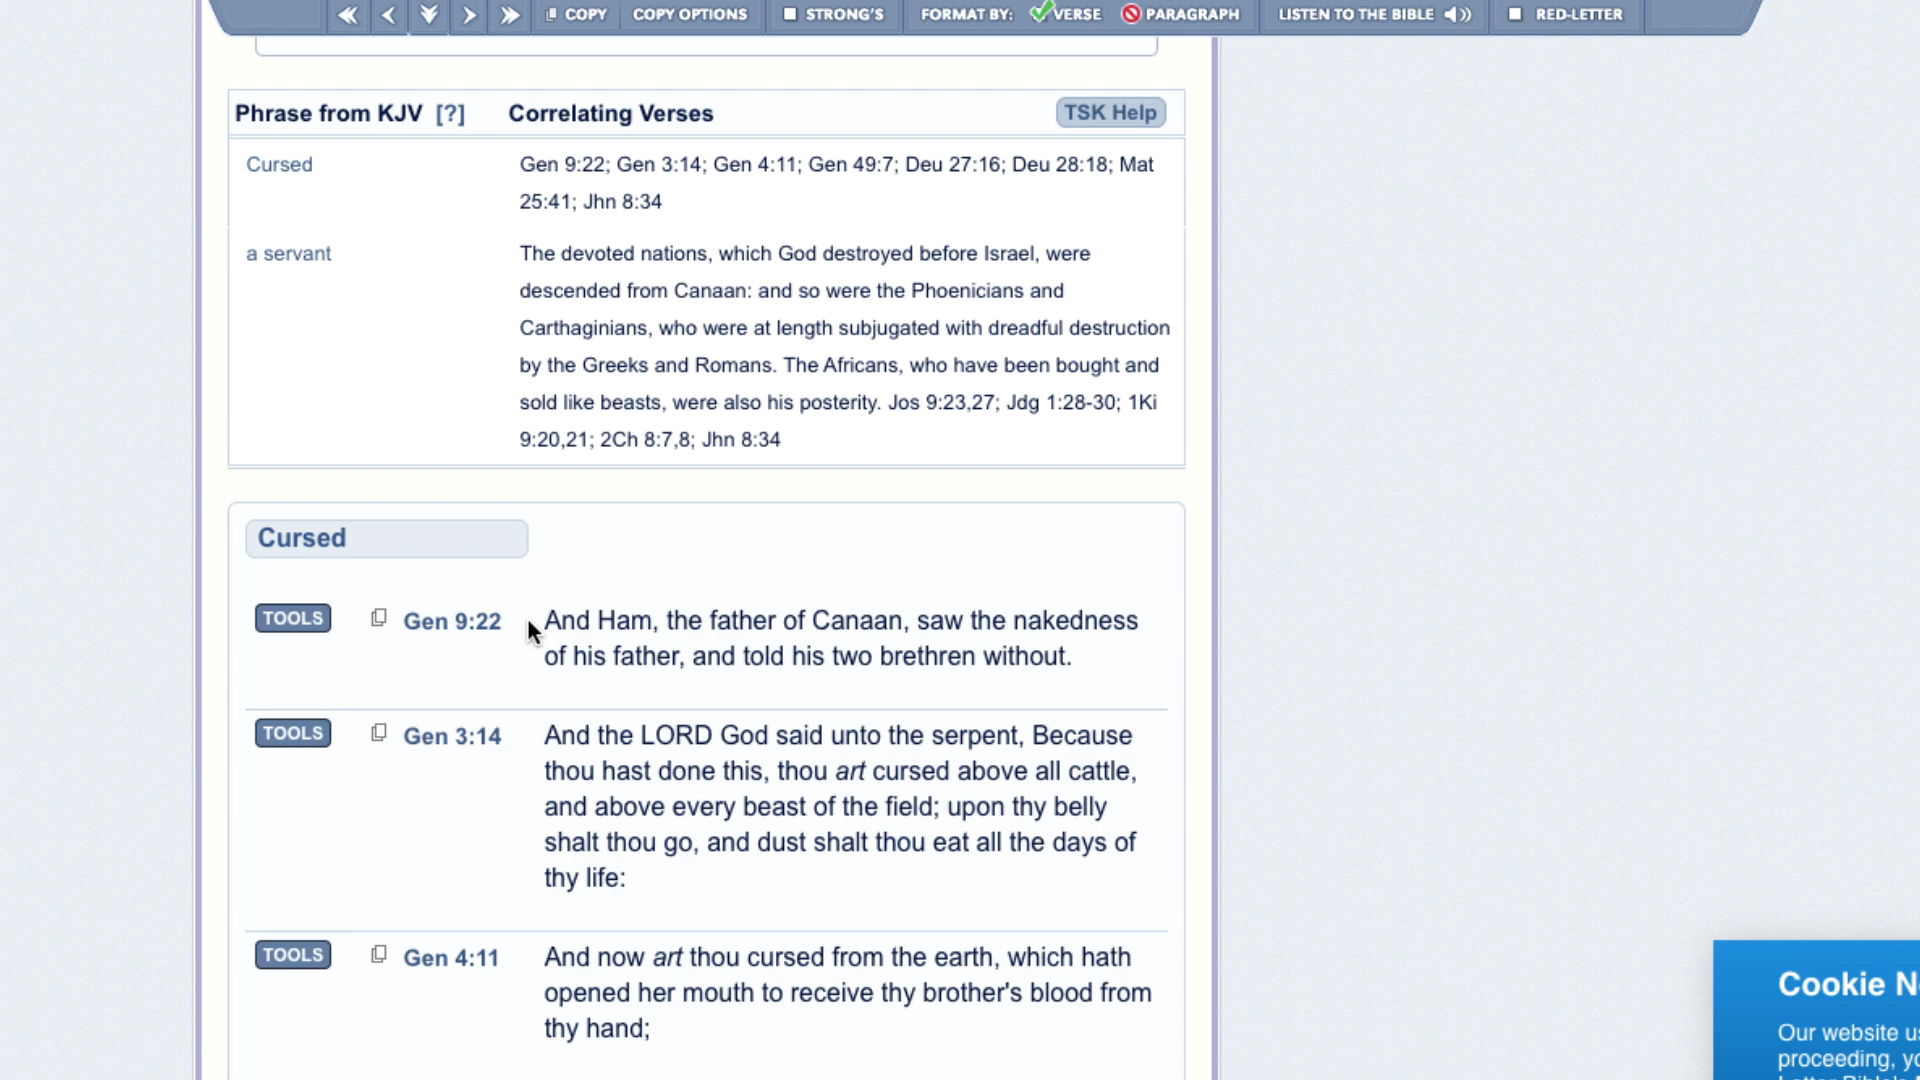 COPY COPY OPTIONS STRONG'S FORMAT BY: VERSE PARAGRAPH LISTEN TO THE BIBLE RED-LETTER
Phrase from KJV [?] Correlating Verses TSK Help
Cursed Gen 9:22; Gen 3:14; Gen 4:11; Gen 49:7; Deu 27:16; Deu 28:18; Mat
25:41; Jhn 8:34
a servant The devoted nations, which God destroyed before Israel, were
descended from Canaan: and so were the Phoenicians and
Carthaginians, who were at length subjugated with dreadful destruction
by the Greeks and Romans. The Africans, who have been bought and
sold like beasts, were also his posterity. Jos 9:23,27; Jdg 1:28-30; 1Ki
9:20,21; 2Ch 8:7,8; Jhn 8:34
Cursed
TOOLS Gen 9:22 And Ham, the father of Canaan, saw the nakedness
of his father, and told his two brethren without.
TOOLS Gen 3:14 And the LORD God said unto the serpent, Because
thou hast done this, thou art cursed above all cattle,
and above every beast of the field; upon thy belly
shalt thou go, and dust shalt thou eat all the days of
thy life:
TOOLS Gen 4:11 And now art thou cursed from the earth, which hath
opened her mouth to receive thy brother's blood from
thy hand;
Cookie
Our website
proceeding,